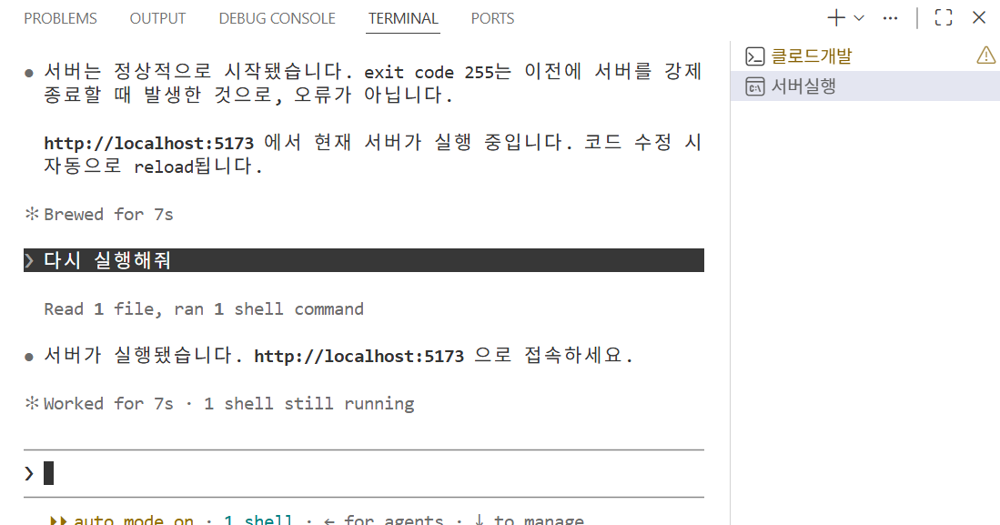 PROBLEMS OUTPUT DEBUG CONSOLE TERMINAL PORTS
● 서버는 정상적으로 시작됐습니다. exit code 255는 이전에 서버를 강제
종료할 때 발생한 것으로, 오류가 아닙니다.
http://localhost:5173 에서 현재 서버가 실행 중입니다. 코드 수정 시
자동으로 reload됩니다.
✻ Brewed for 7s
❯ 다시 실행해줘
Read 1 file, ran 1 shell command
● 서버가 실행됐습니다. http://localhost:5173 으로 접속하세요.
✻ Worked for 7s · 1 shell still running
❯
⏵⏵ auto mode on · 1 shell · ← for agents · ↓ to manage
클로드개발
서버실행